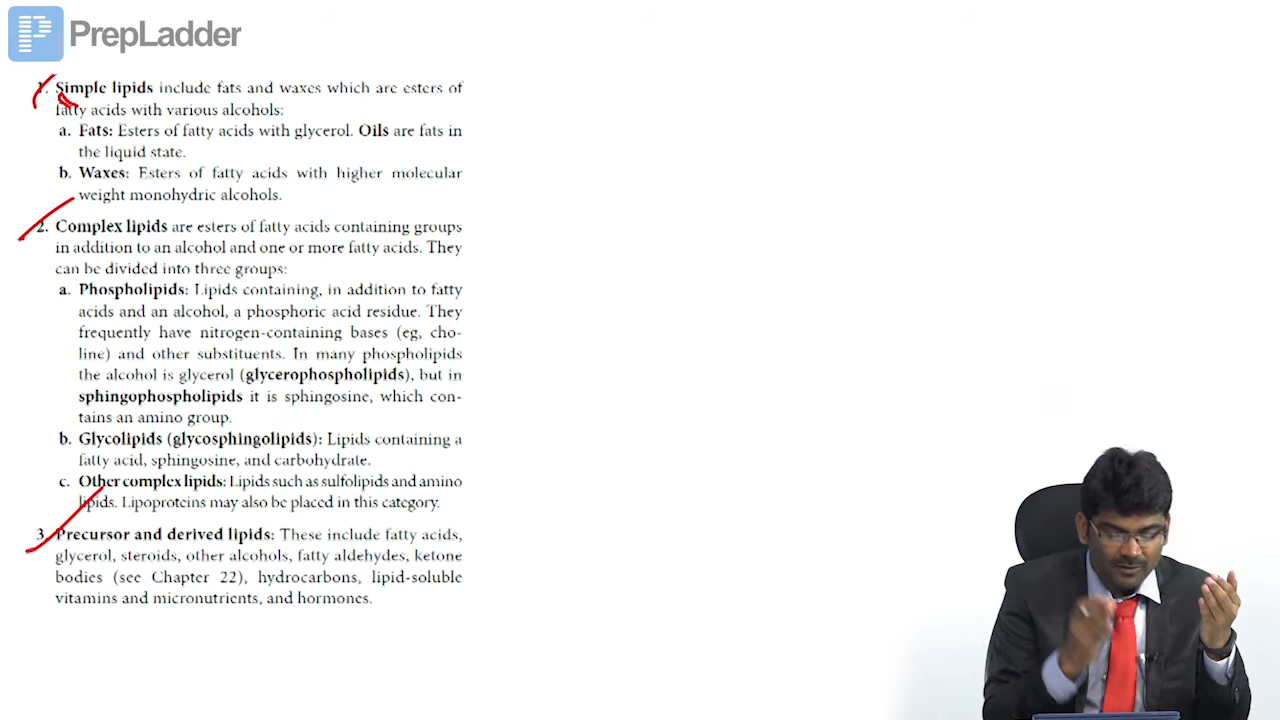 PrepLadder
1. Simple lipids include fats and waxes which are esters of
fatty acids with various alcohols:
a. Fats: Esters of fatty acids with glycerol. Oils are fats in
the liquid state.
b. Waxes: Esters of fatty acids with higher molecular
weight monohydric alcohols.
2. Complex lipids are esters of fatty acids containing groups
in addition to an alcohol and one or more fatty acids. They
can be divided into three groups:
a. Phospholipids: Lipids containing, in addition to fatty
acids and an alcohol, a phosphoric acid residue. They
frequently have nitrogen-containing bases (eg, cho-
line) and other substituents. In many phospholipids
the alcohol is glycerol (glycerophospholipids), but in
sphingophospholipids it is sphingosine, which con-
tains an amino group.
b. Glycolipids (glycosphingolipids): Lipids containing a
fatty acid, sphingosine, and carbohydrate.
c. Other complex lipids: Lipids such as sulfolipids and amino
lipids. Lipoproteins may also be placed in this category.
3. Precursor and derived lipids: These include fatty acids,
glycerol, steroids, other alcohols, fatty aldehydes, ketone
bodies (see Chapter 22), hydrocarbons, lipid-soluble
vitamins and micronutrients, and hormones.